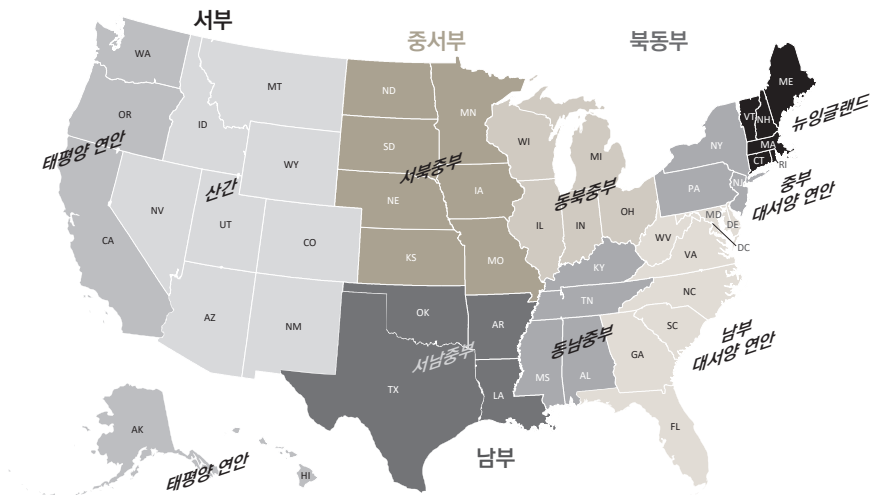 서부
중서부
북동부
WA
MT
ND
MN
ME
OR
ID
VT
NH
뉴잉글랜드
태평양 연안
WY
SD
WI
MI
NY
MA
CT
RI
산간
서북중부
동북중부
중부
대서양 연안
NV
UT
NE
IA
PA
NJ
CA
CO
IL
IN
OH
MD
DE
DC
WV
VA
KS
MO
KY
AZ
NM
OK
AR
TN
NC
SC
남부
대서양 연안
서남중부
동남중부
TX
LA
MS
AL
GA
FL
AK
HI
태평양 연안
남부